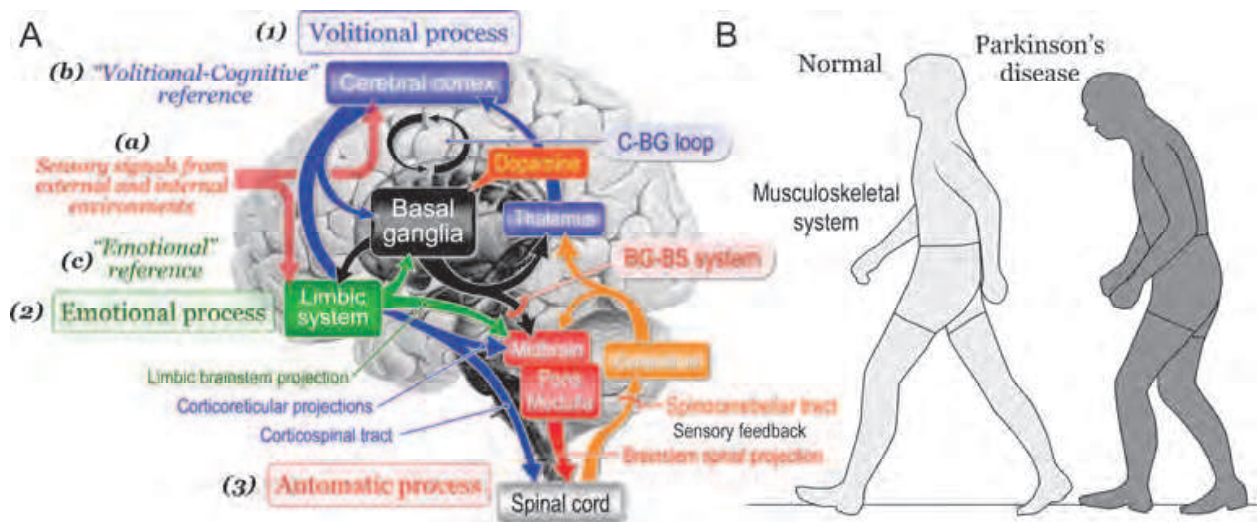 A
(1) Volitional process
(b) "Volitional-Cognitive"
reference
Cerebral cortex
(a)
Sensory signals from
external and internal
environments
C-BG loop
Dopamine
Basal
ganglia
Thalamus
"Emotional"
(c) reference
BG-BS system
(2) Emotional process
Limbic
system
Midbrain
Pons
Medulla
Cerebellum
Limbic brainstem projection
Corticoreticular projections
Corticospinal tract
Spinocerebellar tract
Sensory feedback
Brainstem spinal projection
(3) Automatic process
Spinal cord
B
Normal
Parkinson's
disease
Musculoskeletal
system